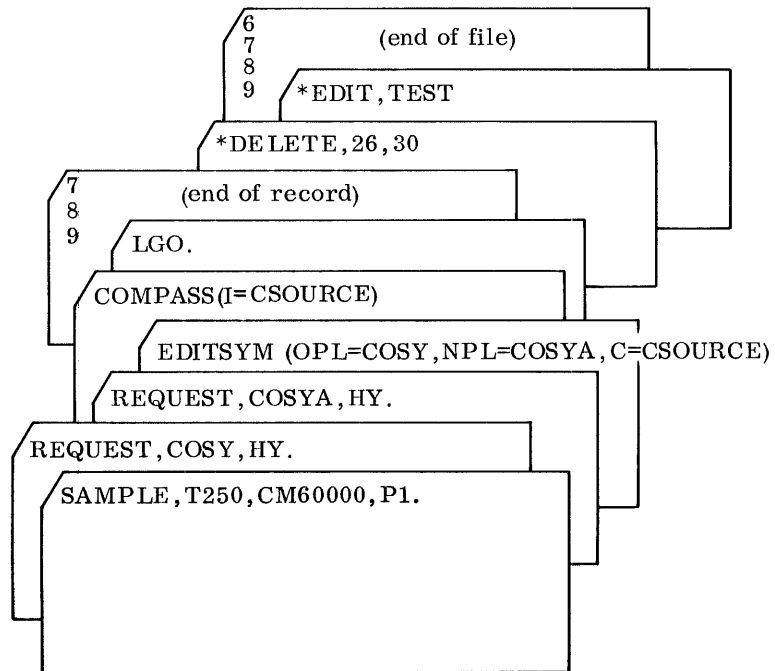 6
7
8
9
(end of file)
*EDIT,TEST
*DELETE,26,30
7
8
9
(end of record)
LGO.
COMPASS(I=CSOURCE)
EDITSYM (OPL=COSY,NPL=COSYA,C=CSOURCE)
REQUEST,COSYA,HY.
REQUEST,COSY,HY.
SAMPLE,T250,CM60000,P1.